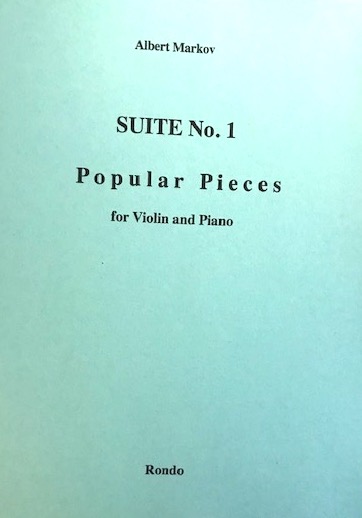 Albert Markov
SUITE No. 1
Popular Pieces
for Violin and Piano
Rondo